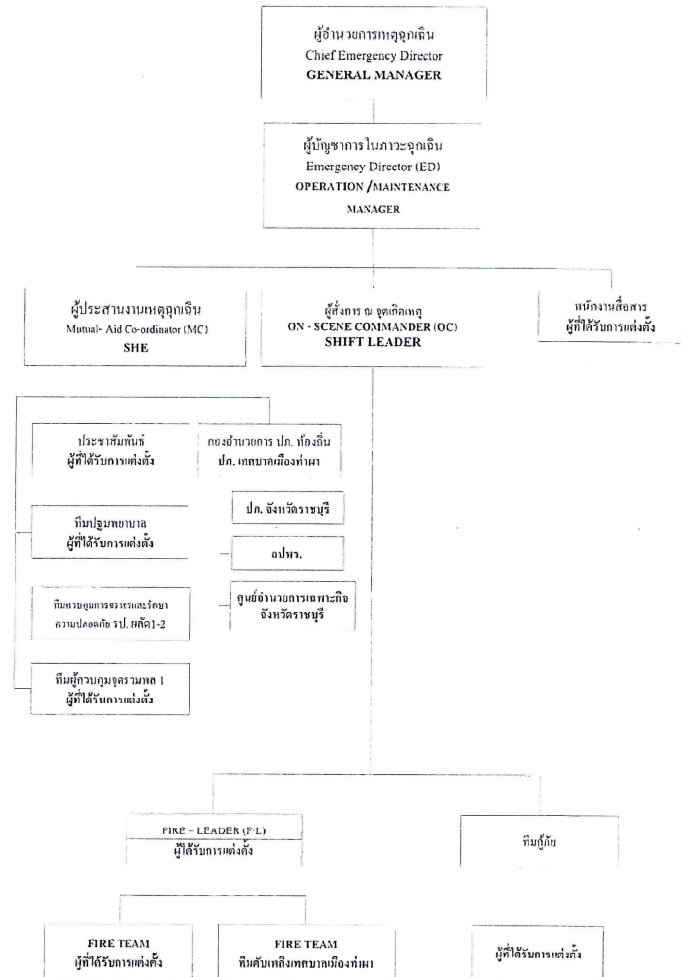 ผู้อำนวยการเหตุฉุกเฉิน
Chief Emergency Director
GENERAL MANAGER
ผู้บัญชาการในภาวะฉุกเฉิน
Emergency Director (ED)
OPERATION /MAINTENANCE
MANAGER
ผู้ประสานงานเหตุฉุกเฉิน
Mutual- Aid Co-ordinator (MC)
SHE
ผู้สั่งการ ณ จุดเกิดเหตุ
ON - SCENE COMMANDER (OC)
SHIFT LEADER
พนักงานสื่อสาร
ผู้ที่ได้รับการแต่งตั้ง
ประชาสัมพันธ์
ผู้ที่ได้รับการแต่งตั้ง
กองอำนวยการ ปภ. ท้องถิ่น
ปภ. เทศบาลเมืองท่าผา
ปภ. จังหวัดราชบุรี
ทีมปฐมพยาบาล
ผู้ที่ได้รับการแต่งตั้ง
อปพร.
ศูนย์อำนวยการเฉพาะกิจ
จังหวัดราชบุรี
ทีมควบคุมการจราจรและรักษา
ความปลอดภัย รป. ผลัด1-2
ทีมผู้ควบคุมจุดรวมพล 1
ผู้ที่ได้รับการแต่งตั้ง
FIRE – LEADER (F L)
ผู้ได้รับการแต่งตั้ง
ทีมกู้ภัย
FIRE TEAM
ผู้ที่ได้รับการแต่งตั้ง
FIRE TEAM
ทีมดับเพลิงเทศบาลเมืองท่าผา
ผู้ที่ได้รับการแต่งตั้ง